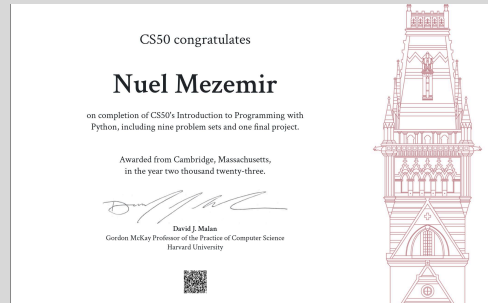 CS50 congratulates
Nuel Mezemir
on completion of CS50's Introduction to Programming with
Python, including nine problem sets and one final project.
Awarded from Cambridge, Massachusetts,
in the year two thousand twenty-three.
David J. Malan
Gordon McKay Professor of the Practice of Computer Science
Harvard University